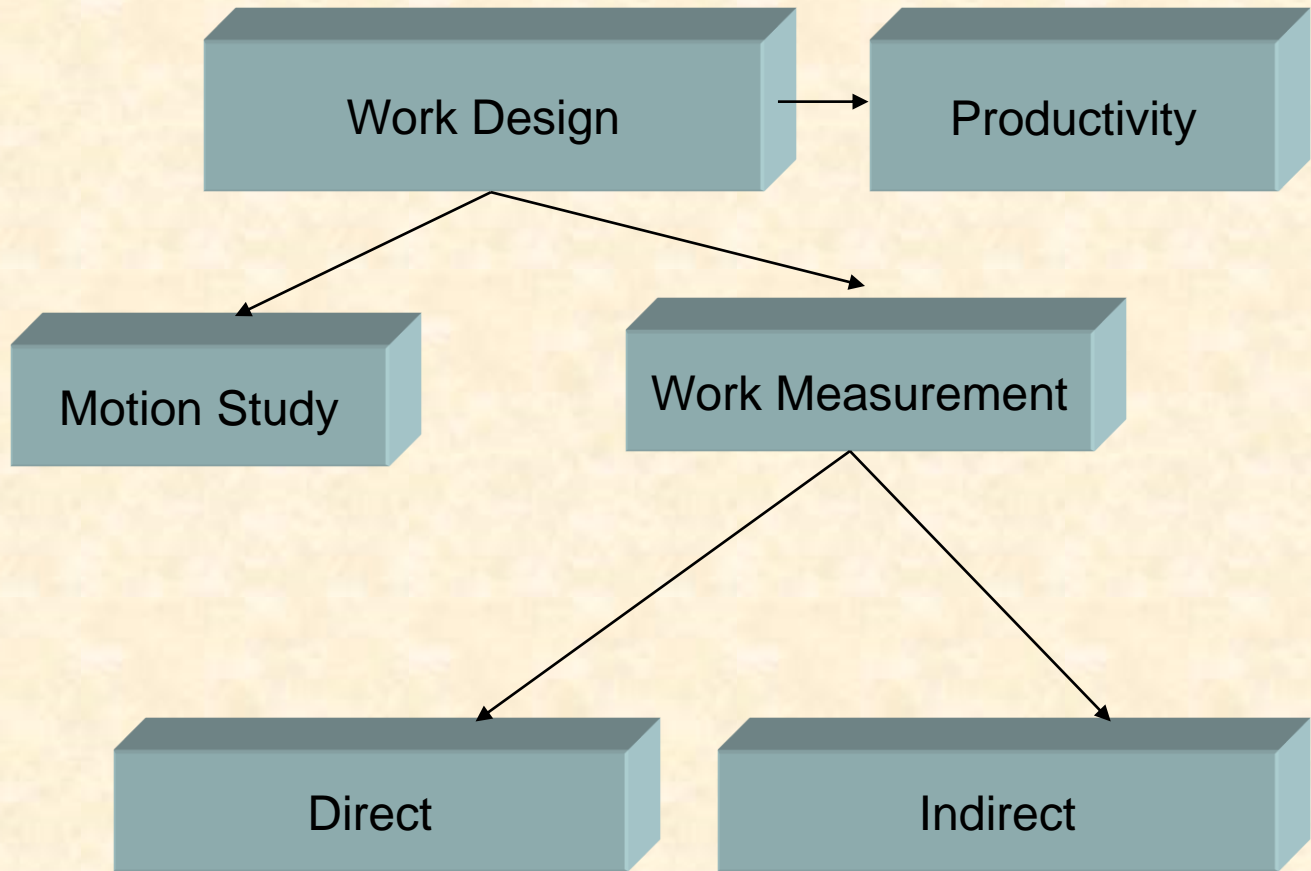 Work Design
Productivity
Motion Study
Work Measurement
Direct
Indirect